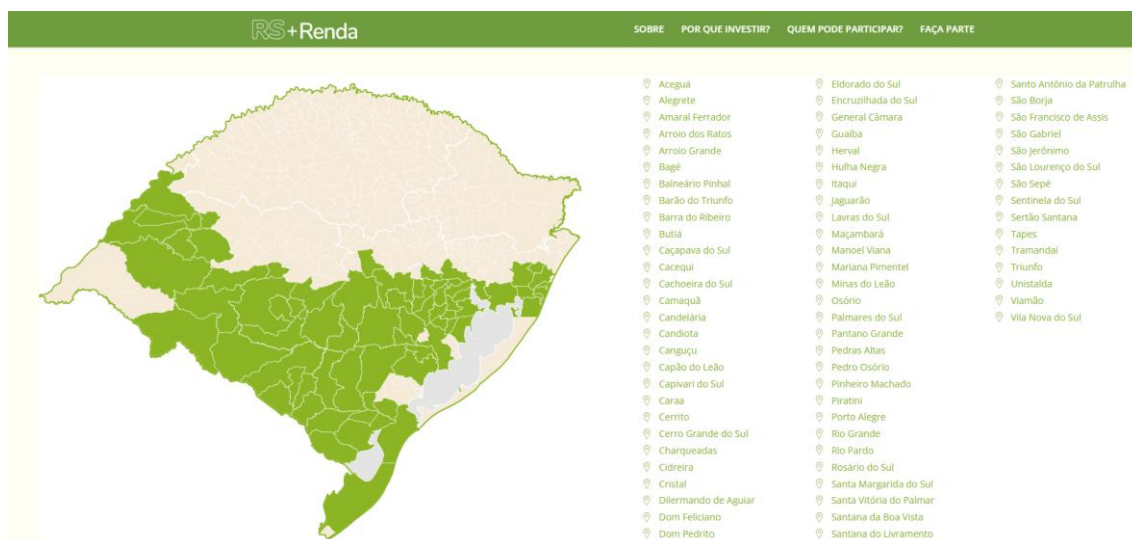 RS+Renda
SOBRE POR QUE INVESTIR? QUEM PODE PARTICIPAR? FAÇA PARTE
Aceguá
Alegrete
Amaral Ferrador
Arroio dos Ratos
Arroio Grande
Bagé
Balneário Pinhal
Barão do Triunfo
Barra do Ribeiro
Butiá
Caçapava do Sul
Cacequi
Cachoeira do Sul
Camaquã
Candelária
Candiota
Canguçu
Capão do Leão
Capivari do Sul
Caraa
Cerrito
Cerro Grande do Sul
Charqueadas
Cidreira
Cristal
Dilermando de Aguiar
Dom Feliciano
Dom Pedrito
Eldorado do Sul
Encruzilhada do Sul
General Câmara
Guaíba
Herval
Hulha Negra
Itaqui
Jaguarão
Lavras do Sul
Maçambará
Manoel Viana
Mariana Pimentel
Minas do Leão
Osório
Palmares do Sul
Pantano Grande
Pedras Altas
Pedro Osório
Pinheiro Machado
Piratini
Porto Alegre
Rio Grande
Rio Pardo
Rosário do Sul
Santa Margarida do Sul
Santa Vitória do Palmar
Santana da Boa Vista
Santana do Livramento
Santo Antônio da Patrulha
São Borja
São Francisco de Assis
São Gabriel
São Jerônimo
São Lourenço do Sul
São Sepé
Sentinela do Sul
Sertão Santana
Tapes
Tramandaí
Triunfo
Unistalda
Viamão
Vila Nova do Sul